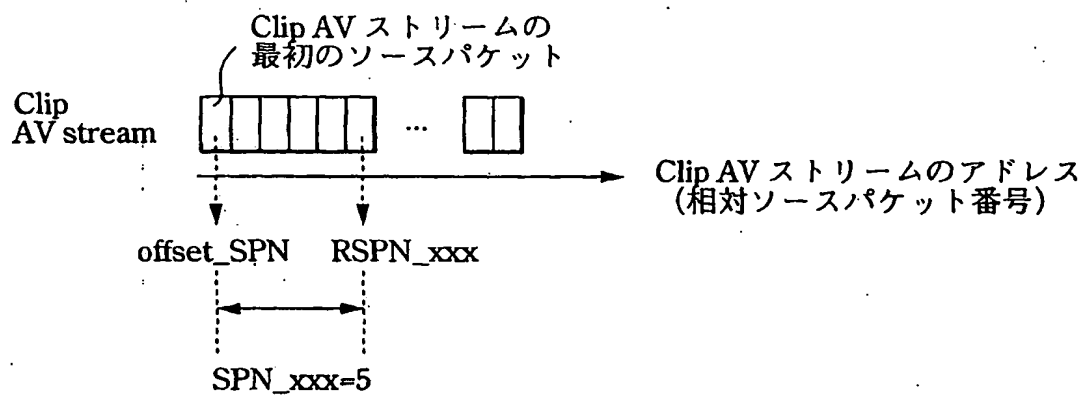 Clip AV ストリームの
最初のソースパケット
Clip
AV stream
...
Clip AV ストリームのアドレス
(相対ソースパケット番号)
offset_SPN RSPN_xxx
SPN_xxx=5